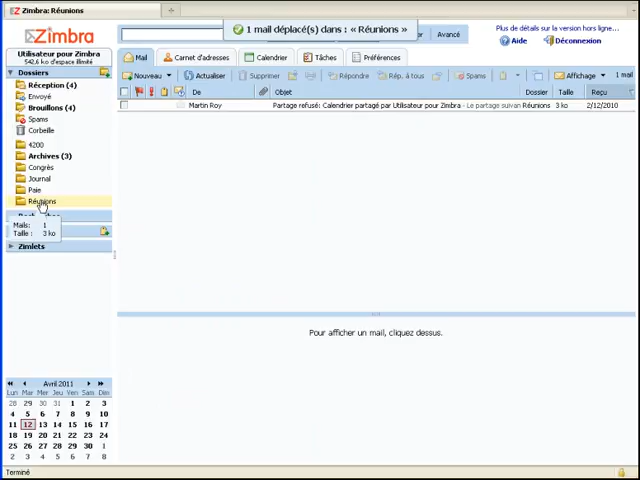 Zimbra: Réunions
Zimbra
1 mail déplacé(s) dans : « Réunions »
Avancé
Plus de détails sur la version hors ligne...
Aide
Déconnexion
Utilisateur pour Zimbra
542,6 ko d'espace illimité
Mail
Carnet d'adresses
Calendrier
Tâches
Préférences
Dossiers
Nouveau
Actualiser
Supprimer
Répondre
Rép. à tous
Spams
Affichage
1 mail
De
Objet
Dossier
Taille
Reçu
Martin Roy
Partage refusé: Calendrier partagé par Utilisateur pour Zimbra - Le partage suivan
Réunions
3 ko
2/12/2010
Réception (4)
Envoyé
Brouillons (4)
Spams
Corbeille
4200
Archives (3)
Congrès
Journal
Paie
Réunions
Mails: 1
Taille : 3 ko
Zimlets
Pour afficher un mail, cliquez dessus.
Avril 2011
Lun Mar Mer Jeu Ven Sam Dim
28 29 30 31 1 2 3
4 5 6 7 8 9 10
11 12 13 14 15 16 17
18 19 20 21 22 23 24
25 26 27 28 29 30 1
2 3 4 5 6 7 8
Terminé